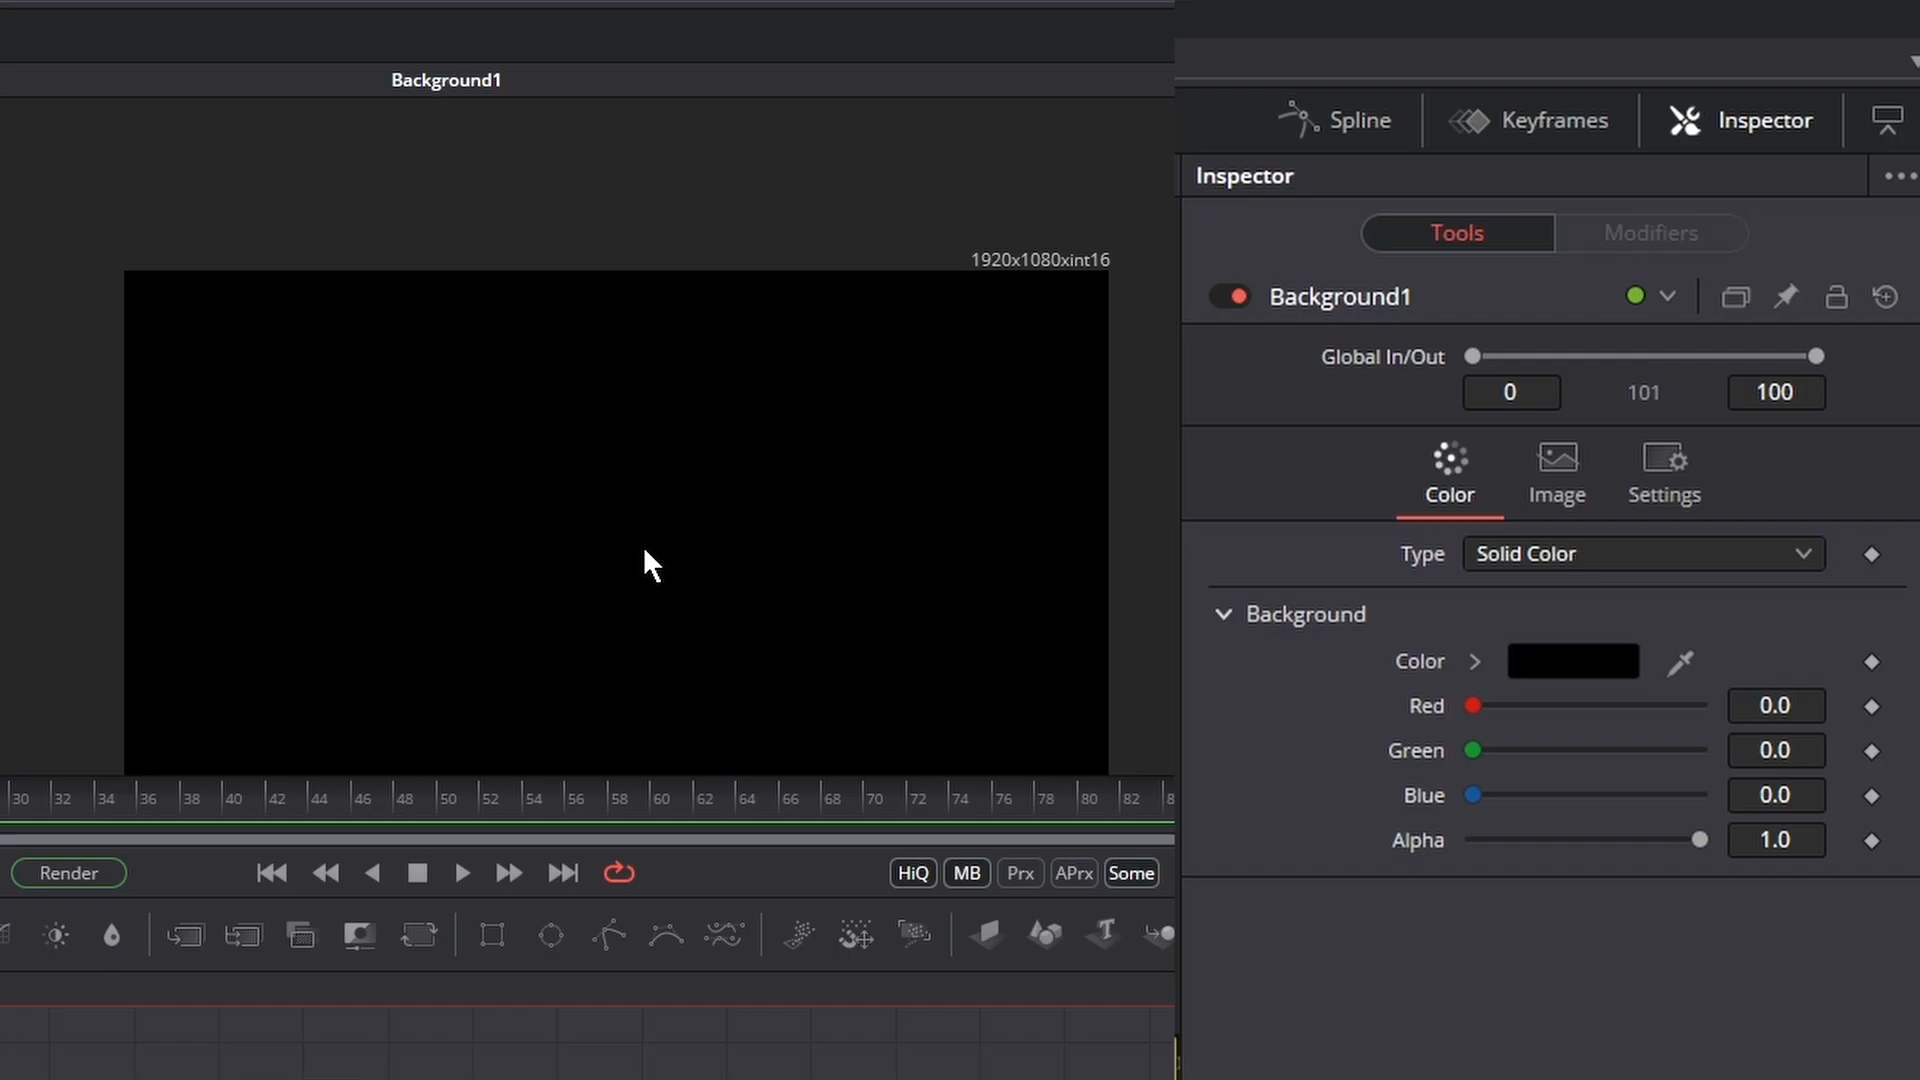 Background1
1920x1080xint16
30 32 34 36 38 40 42 44 46 48 50 52 54 56 58 60 62 64 66 68 70 72 74 76 78 80 82 8
Render
HiQ MB Prx APrx Some
Spline Keyframes Inspector
Inspector
Tools Modifiers
Background1
Global In/Out
0 101 100
Color Image Settings
Type Solid Color
Background
Color
Red 0.0
Green 0.0
Blue 0.0
Alpha 1.0